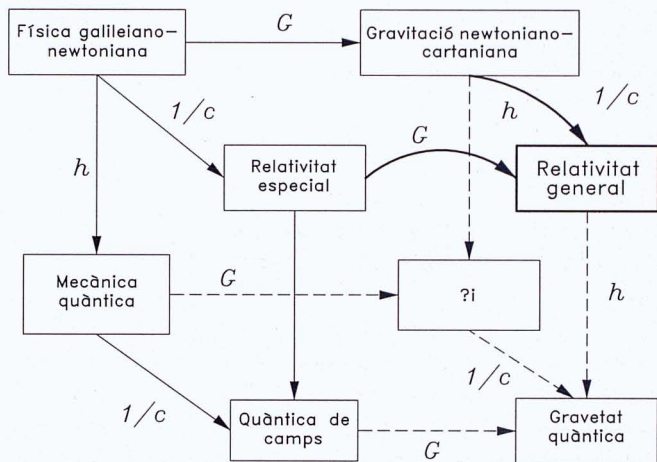 Física galileiano-
newtoniana
G
Gravitació newtoniano-
cartaniana
1/c
h
1/c
h
G
Relativitat
especial
Relativitat
general
Mecànica
quàntica
G
?i
h
1/c
1/c
Quàntica de
camps
G
Gravetat
quàntica